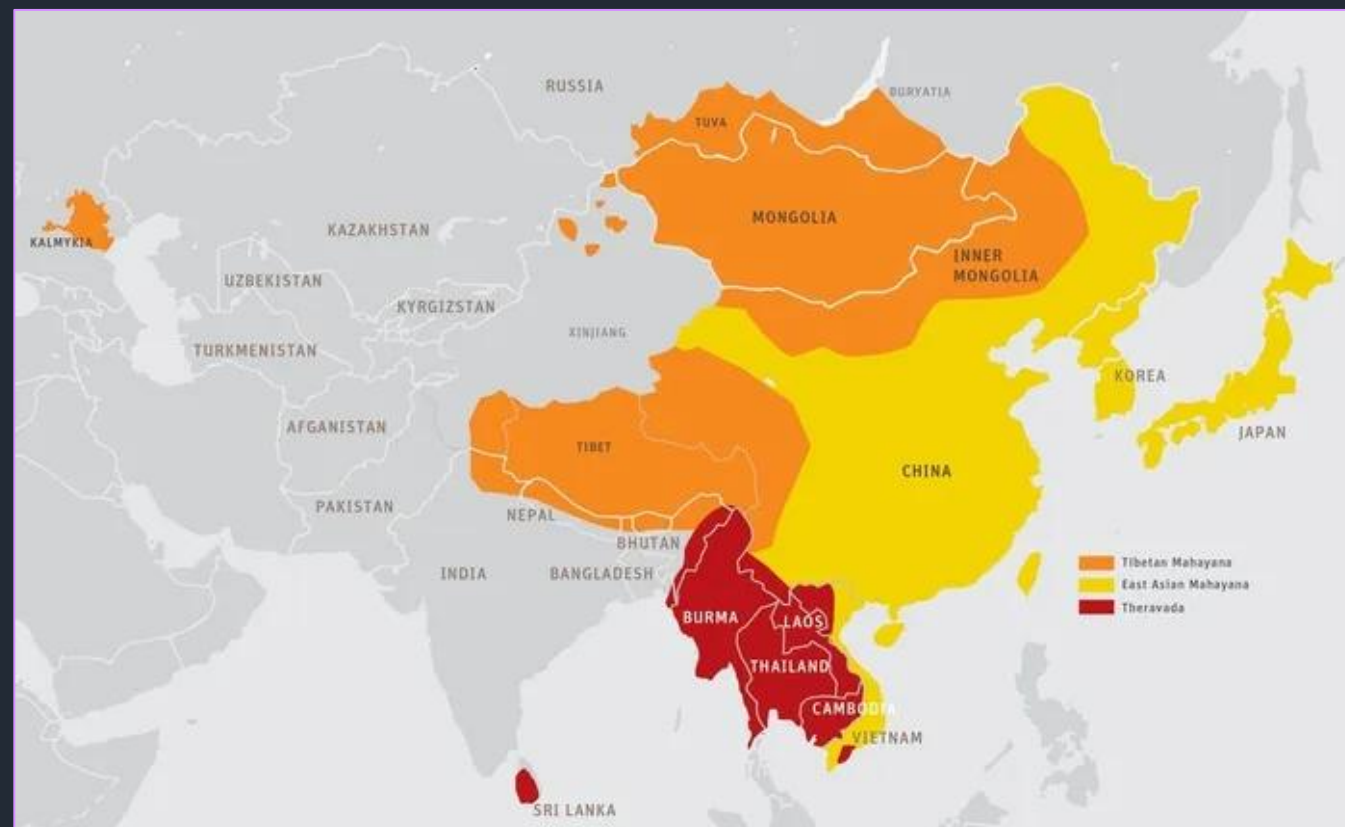 RUSSIA
BURYATIA
TUVA
MONGOLIA
KALMYKIA
KAZAKHSTAN
INNER
MONGOLIA
UZBEKISTAN
KYRGIZSTAN
XINJIANG
TURKMENISTAN
KOREA
AFGANISTAN
JAPAN
TIBET
CHINA
PAKISTAN
NEPAL
BHUTAN
INDIA
BANGLADESH
Tibetan Mahayana
East Asian Mahayana
Theravada
BURMA
LAOS
THAILAND
CAMBODIA
VIETNAM
SRI LANKA